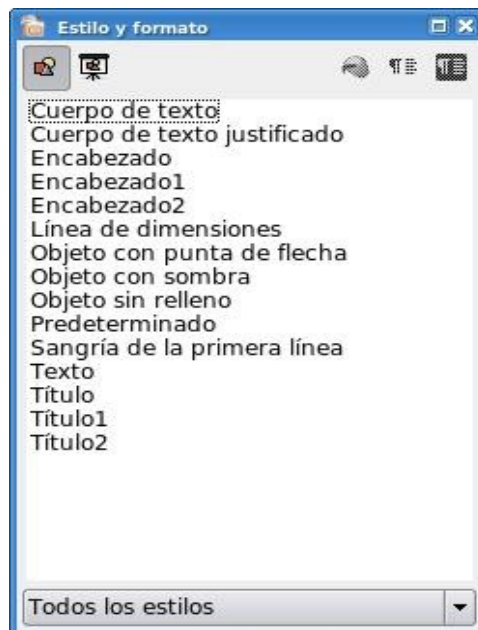 Estilo y formato
Cuerpo de texto
Cuerpo de texto justificado
Encabezado
Encabezado1
Encabezado2
Línea de dimensiones
Objeto con punta de flecha
Objeto con sombra
Objeto sin relleno
Predeterminado
Sangría de la primera línea
Texto
Título
Título1
Título2
Todos los estilos